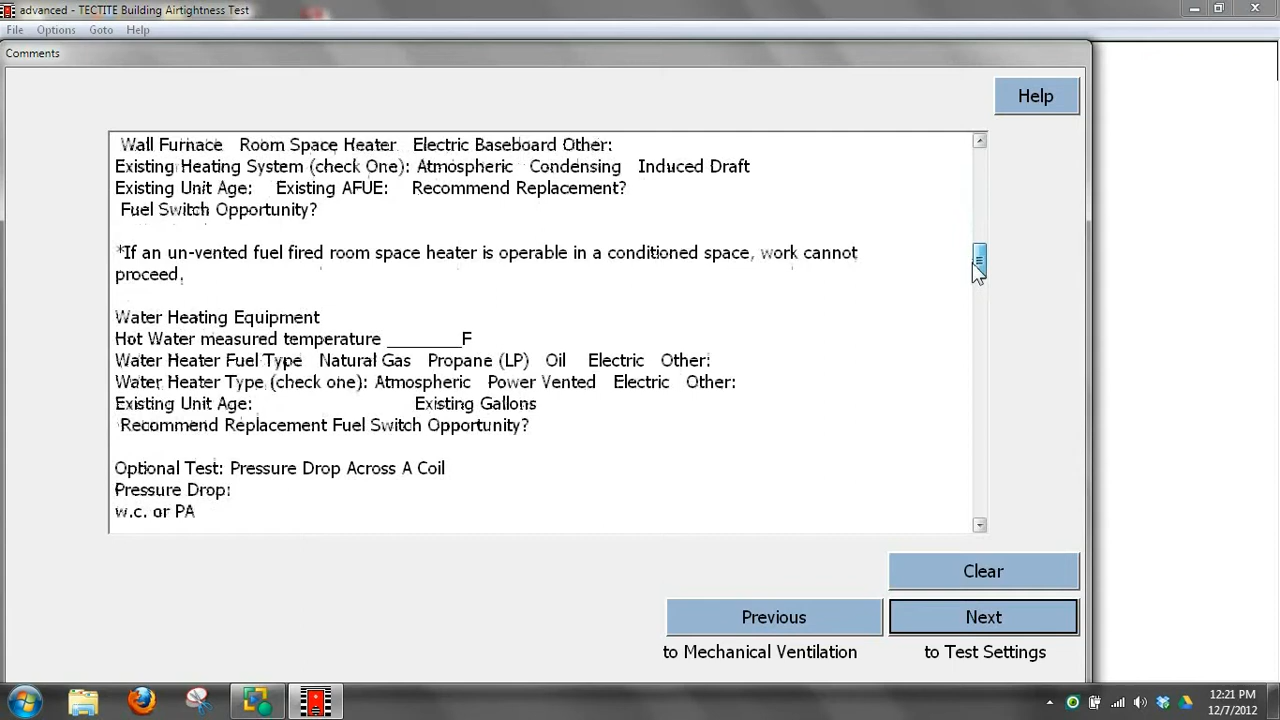 advanced - TECTITE Building Airtightness Test
File Options Goto Help
Comments
Help
Wall Furnace Room Space Heater Electric Baseboard Other:
Existing Heating System (check One): Atmospheric Condensing Induced Draft
Existing Unit Age: Existing AFUE: Recommend Replacement?
Fuel Switch Opportunity?
*If an un-vented fuel fired room space heater is operable in a conditioned space, work cannot
proceed.
Water Heating Equipment
Hot Water measured temperature ________F
Water Heater Fuel Type Natural Gas Propane (LP) Oil Electric Other:
Water Heater Type (check one): Atmospheric Power Vented Electric Other:
Existing Unit Age: Existing Gallons
Recommend Replacement Fuel Switch Opportunity?
Optional Test: Pressure Drop Across A Coil
Pressure Drop:
w.c. or PA
Clear
Previous Next
to Mechanical Ventilation to Test Settings
12:21 PM
12/7/2012